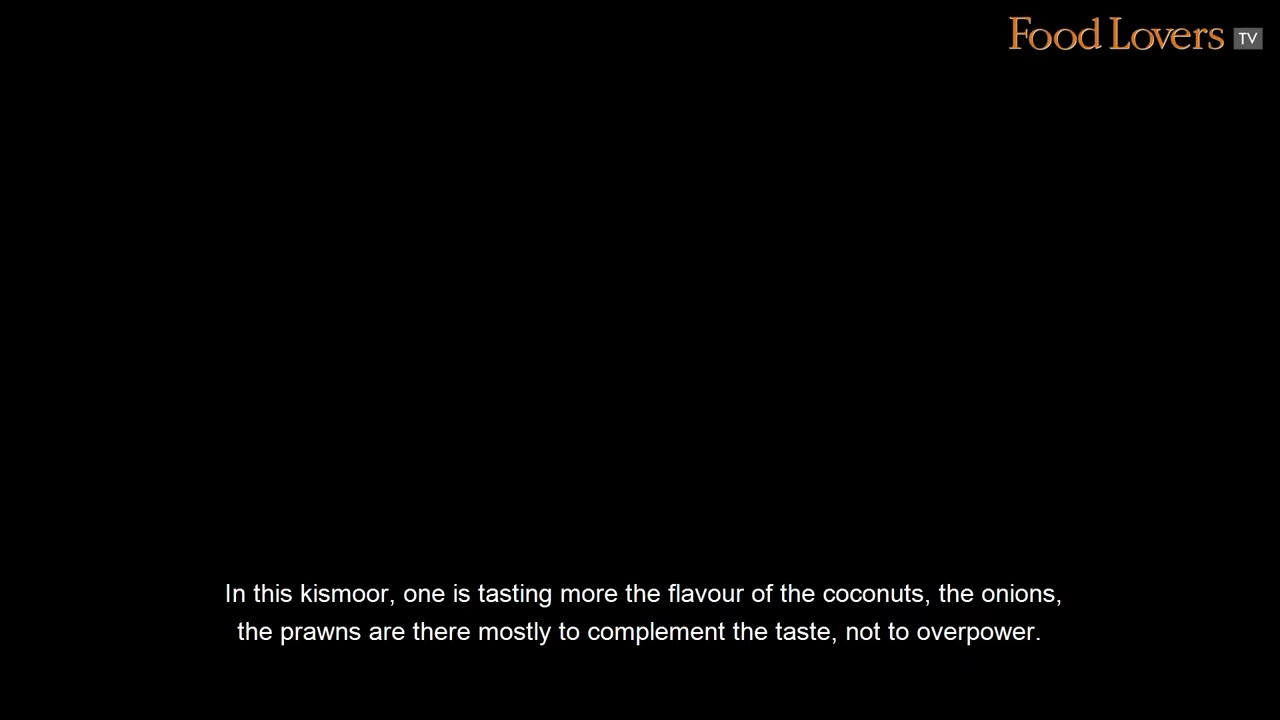 Food Lovers TV
In this kismoor, one is tasting more the flavour of the coconuts, the onions,
the prawns are there mostly to complement the taste, not to overpower.